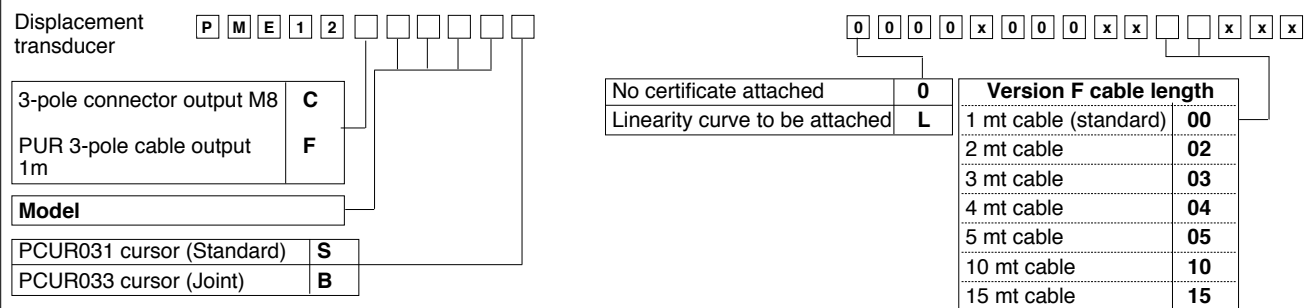 Displacement
transducer
P M E 1 2
3-pole connector output M8 C
PUR 3-pole cable output F
1m
Model
PCUR031 cursor (Standard) S
PCUR033 cursor (Joint) B
0 0 0 0 x 0 0 0 x x x x x
No certificate attached 0
Linearity curve to be attached L
Version F cable length
1 mt cable (standard) 00
2 mt cable 02
3 mt cable 03
4 mt cable 04
5 mt cable 05
10 mt cable 10
15 mt cable 15